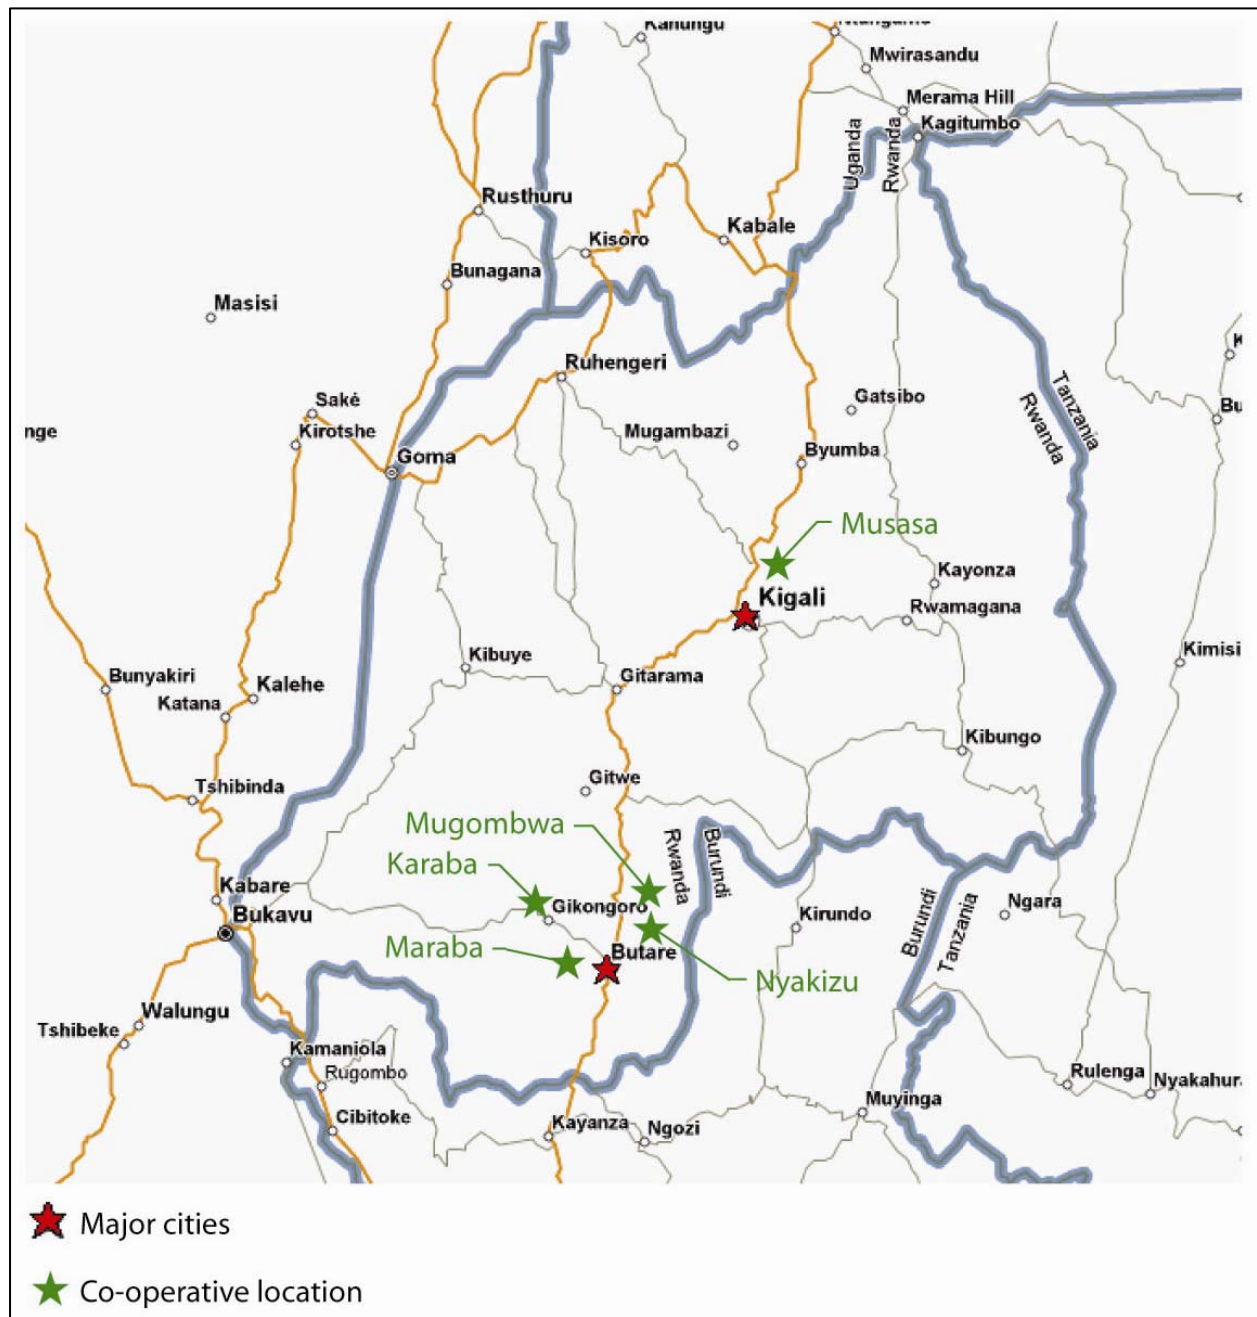 Kanungu
Mwirasandu
Merama Hill
Kagitumbo
Uganda
Rwanda
Rusthuru
Kisoro
Kabale
Bunagana
Masisi
Ruhengeri
Tanzania
Rwanda
Saké
Gatsibo
Kirotshe
Mugambazi
Goma
Byumba
Musasa
Kayonza
Kigali
Rwamagana
Kibuye
Kimisi
Bunyakiri
Kalehe
Gitarama
Katana
Kibungo
Gitwe
Tshibinda
Mugombwa
Rwanda
Burundi
Karaba
Kabare
Gikongoro
Bukavu
Kirundo
Ngara
Burundi
Tanzania
Maraba
Butare
Nyakizu
Walungu
Tshibeke
Kamaniola
Rugombo
Rulenga
Nyakahur
Cibitoke
Muyinga
Kayanza
Ngozi
Major cities
Co-operative location